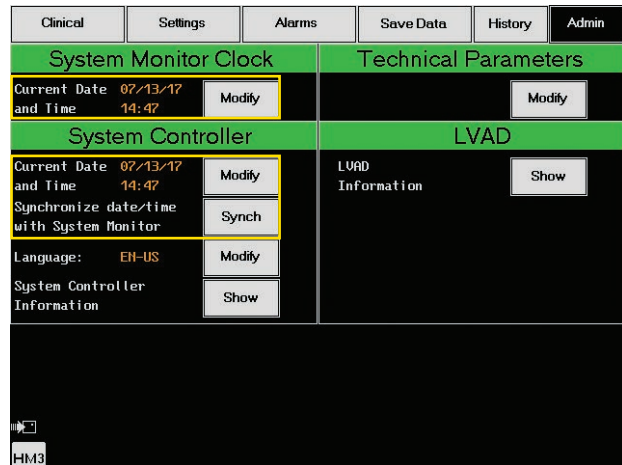 Clinical Settings Alarms Save Data History Admin
System Monitor Clock
Current Date 07/13/17
and Time 14:47
Modify
Technical Parameters
Modify
System Controller
Current Date 07/13/17
and Time 14:47
Modify
Synchronize date/time
with System Monitor
Synch
Language: EN-US
Modify
System Controller
Information
Show
LVAD
LVAD
Information
Show
HM3